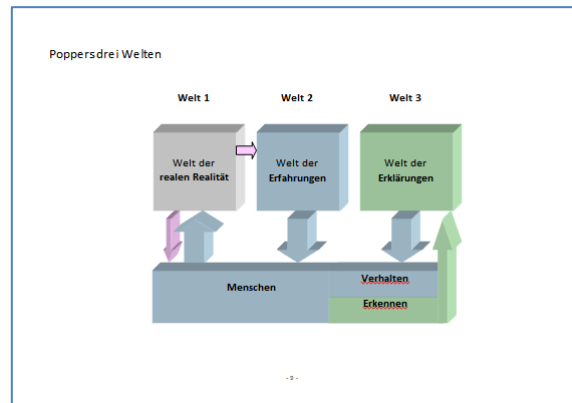 Poppersdrei Welten
Welt 1
Welt 2
Welt 3
Welt der
realen Realität
Welt der
Erfahrungen
Welt der
Erklärungen
Menschen
Verhalten
Erkennen
- 9 -